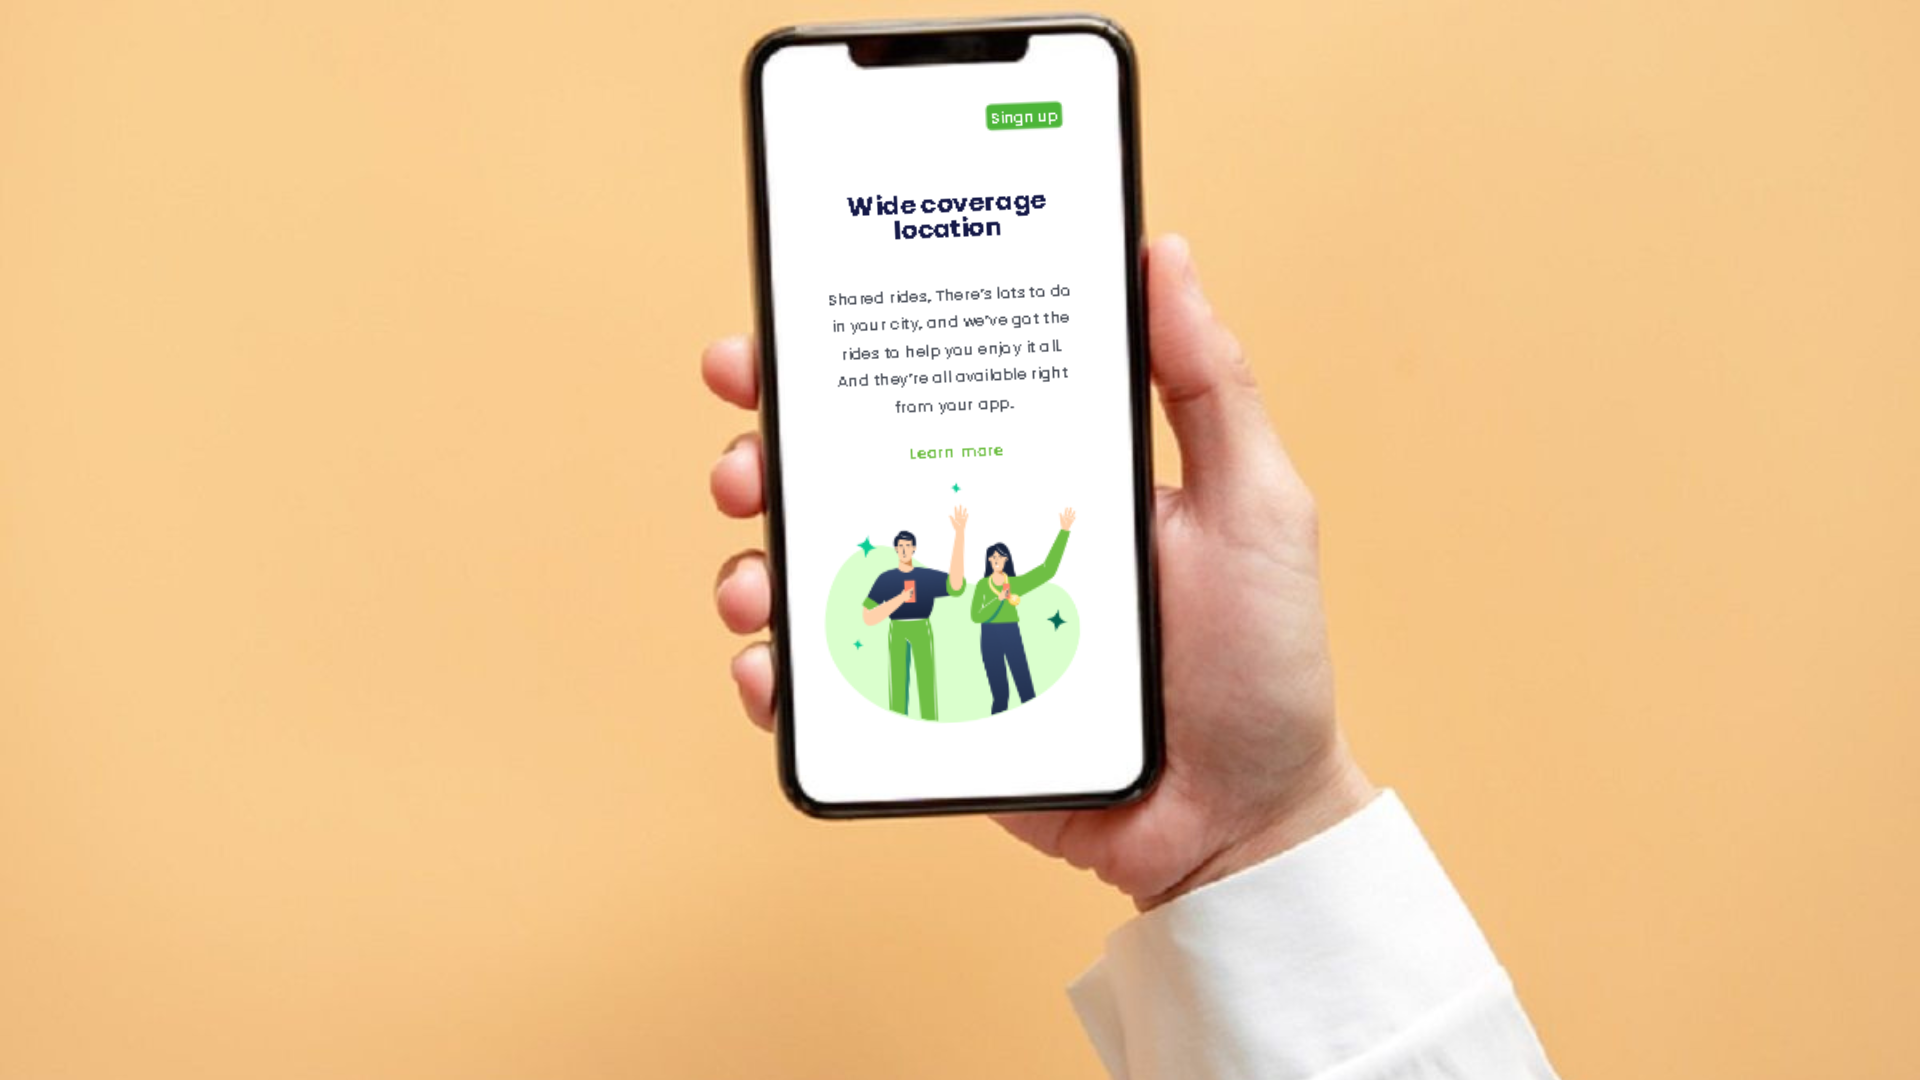 Singn up
Wide coverage
location
Shared rides, There's lots to do
in your city, and we've got the
rides to help you enjoy it all.
And they're all available right
from your app.
Learn more